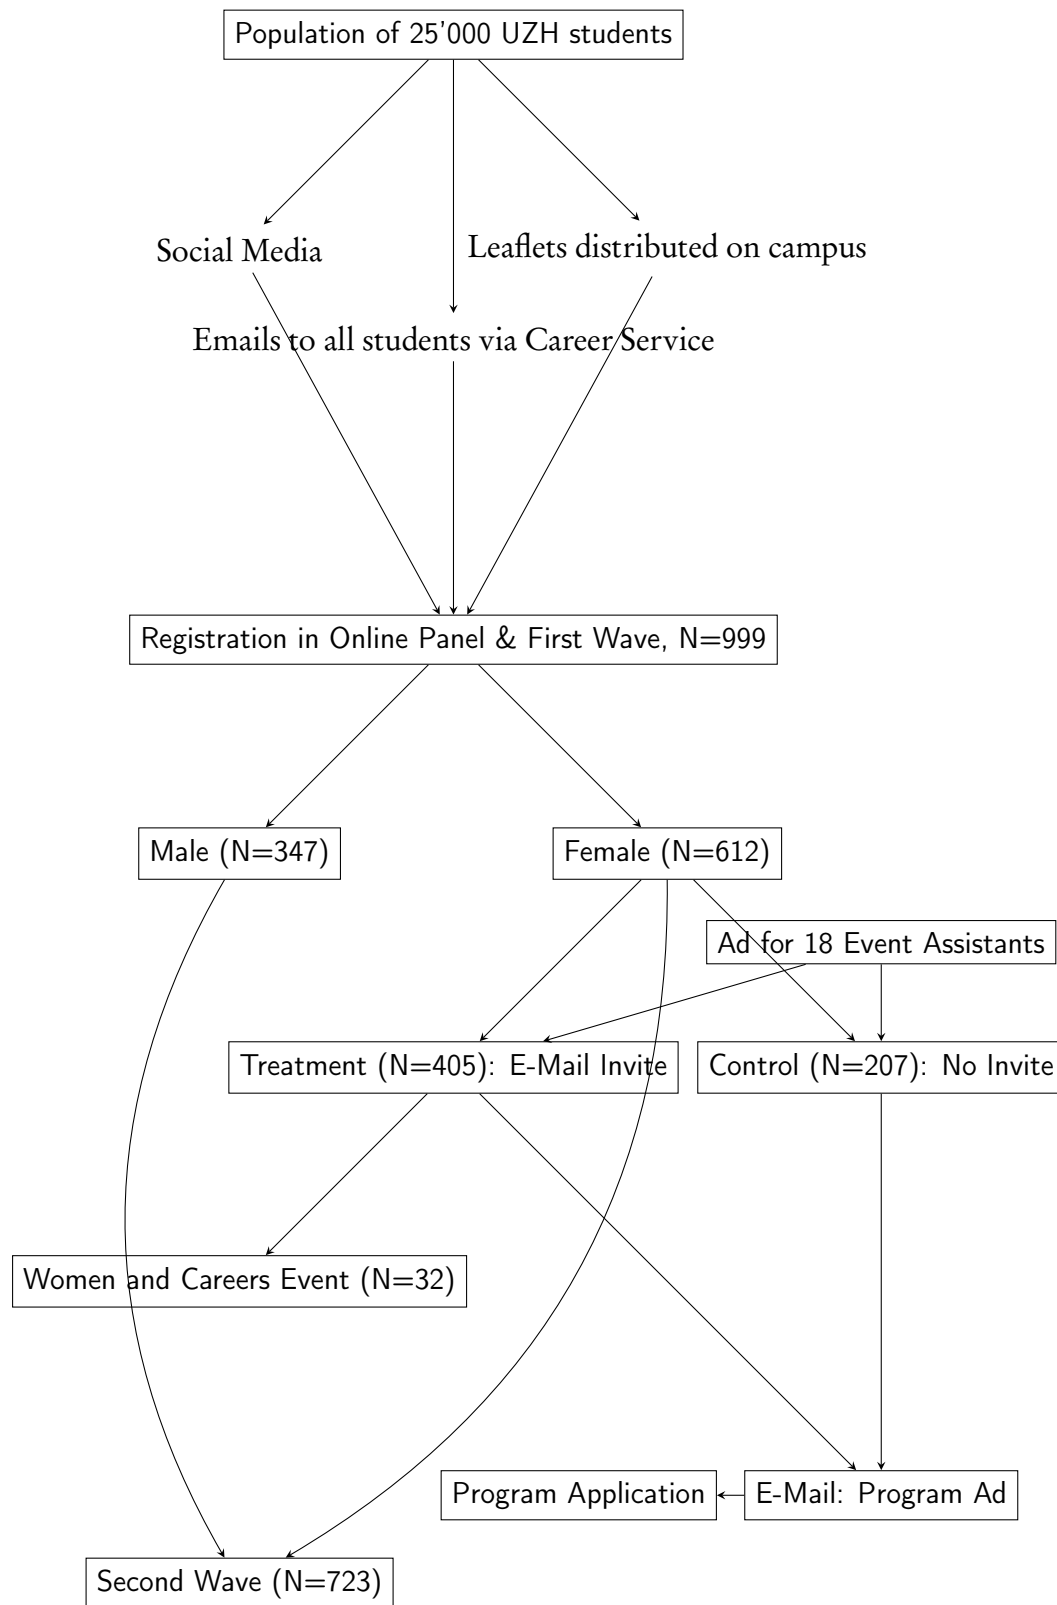 Population of 25'000 UZH students
Social Media
Leaflets distributed on campus
Emails to all students via Career Service
Registration in Online Panel & First Wave, N=999
Male (N=347)
Female (N=612)
Ad for 18 Event Assistants
Treatment (N=405): E-Mail Invite
Control (N=207): No Invite
Women and Careers Event (N=32)
Program Application
E-Mail: Program Ad
Second Wave (N=723)